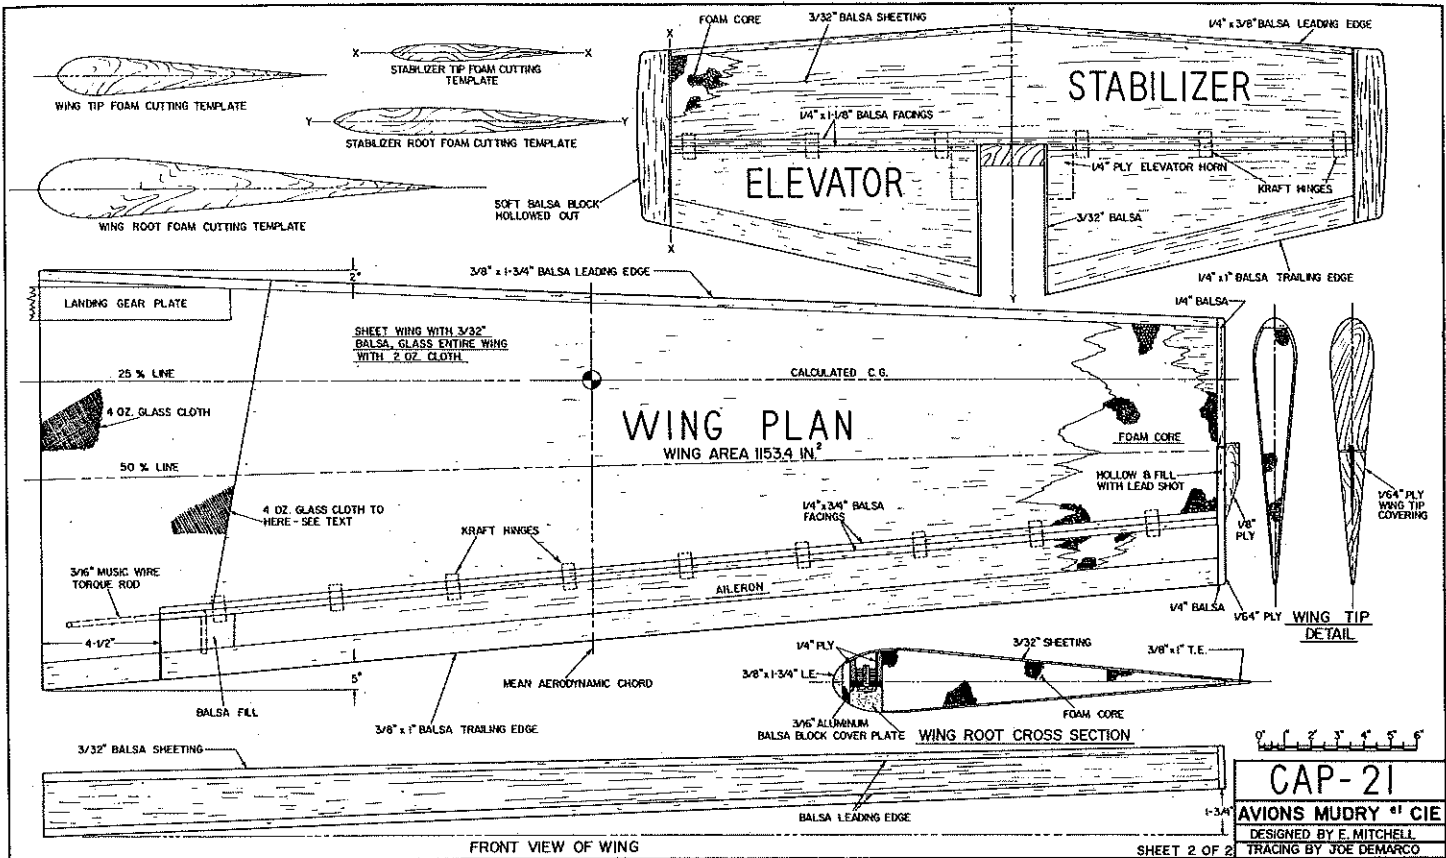 FOAM CORE
3/32" BALSA SHEETING
Y
1/4" x 3/8" BALSA LEADING EDGE
X
X
X
STABILIZER TIP FOAM CUTTING
TEMPLATE
WING TIP FOAM CUTTING TEMPLATE
STABILIZER
Y
Y
STABILIZER ROOT FOAM CUTTING TEMPLATE
1/4" x 1-1/8" BALSA FACINGS
1/4" PLY ELEVATOR HORN
KRAFT HINGES
ELEVATOR
SOFT BALSA BLOCK
HOLLOWED OUT
3/32" BALSA
WING ROOT FOAM CUTTING TEMPLATE
X
Y
1/4" x 1" BALSA TRAILING EDGE
3/8" x 1-3/4" BALSA LEADING EDGE
2"
1/4" BALSA
LANDING GEAR PLATE
SHEET WING WITH 3/32"
BALSA, GLASS ENTIRE WING
WITH 2 OZ. CLOTH
25 % LINE
CALCULATED C.G.
4 OZ. GLASS CLOTH
WING PLAN
WING AREA 1153.4 IN.2
FOAM CORE
50 % LINE
HOLLOW & FILL
WITH LEAD SHOT
1/64" PLY
WING TIP
COVERING
4 OZ. GLASS CLOTH TO
HERE - SEE TEXT
1/4" x 3/4" BALSA
FACINGS
1/8"
PLY
KRAFT HINGES
3/16" MUSIC WIRE
TORQUE ROD
AILERON
1/4" BALSA
1/64" PLY
WING TIP
DETAIL
4-1/2"
1/4" PLY
3/32" SHEETING
3/8" x 1" T.E.
3/8" x 1-3/4" L.E.
5"
MEAN AERODYNAMIC CHORD
BALSA FILL
FOAM CORE
3/8" x 1" BALSA TRAILING EDGE
3/16" ALUMINUM
BALSA BLOCK COVER PLATE
WING ROOT CROSS SECTION
3/32" BALSA SHEETING
0" 1" 2" 3" 4" 5" 6"
CAP-21
AVIONS MUDRY et CIE
BALSA LEADING EDGE
1-3/4"
DESIGNED BY E. MITCHELL
FRONT VIEW OF WING
SHEET 2 OF 2
TRACING BY JOE DEMARCO